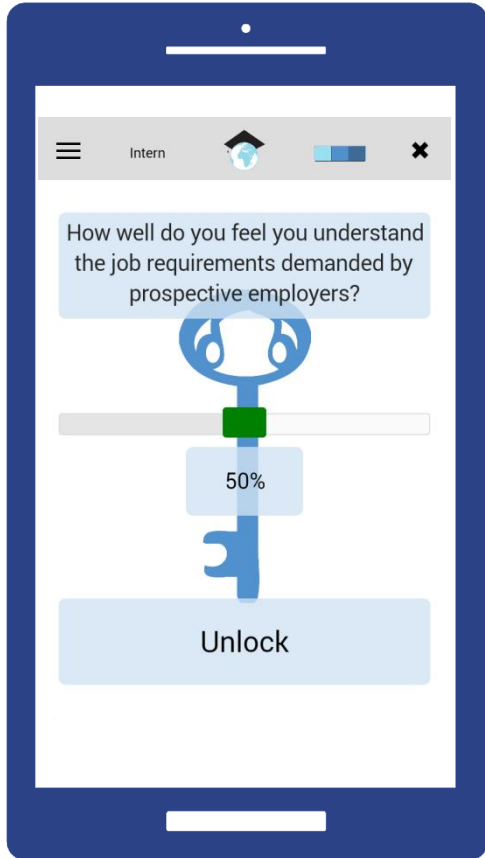 Intern
How well do you feel you understand
the job requirements demanded by
prospective employers?
50%
Unlock